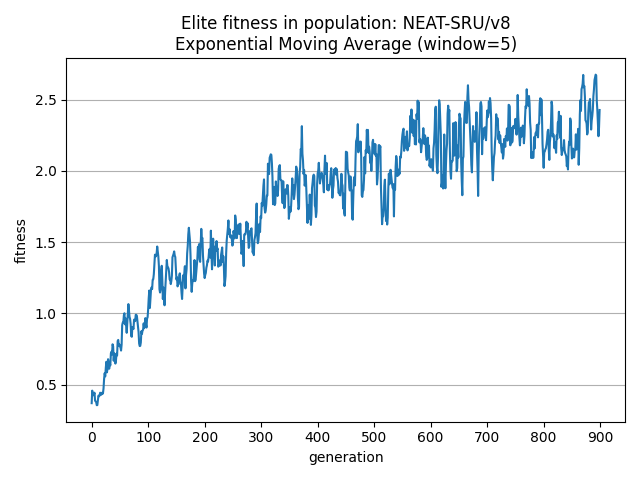 Elite fitness in population: NEAT-SRU/v8
Exponential Moving Average (window=5)
fitness
2.5
2.0
1.5
1.0
0.5
0 100 200 300 400 500 600 700 800 900
generation